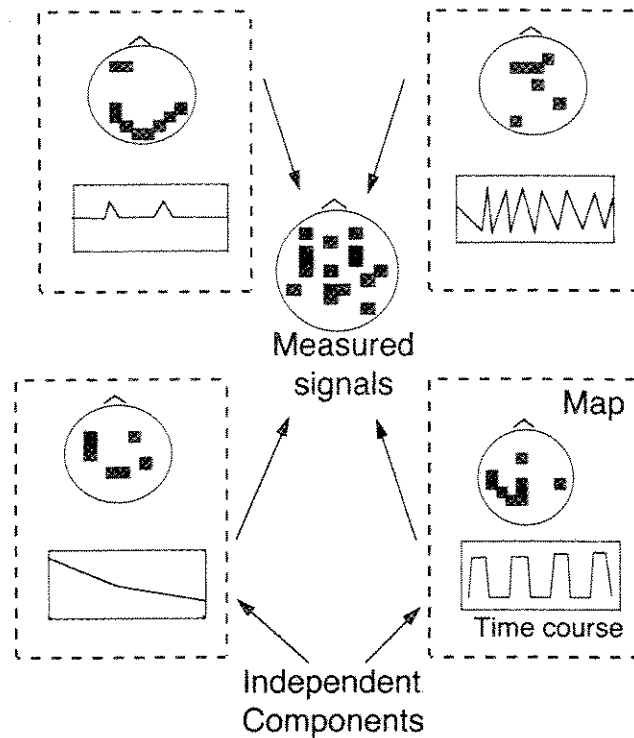 Measured
signals
Map
Time course
Independent
Components